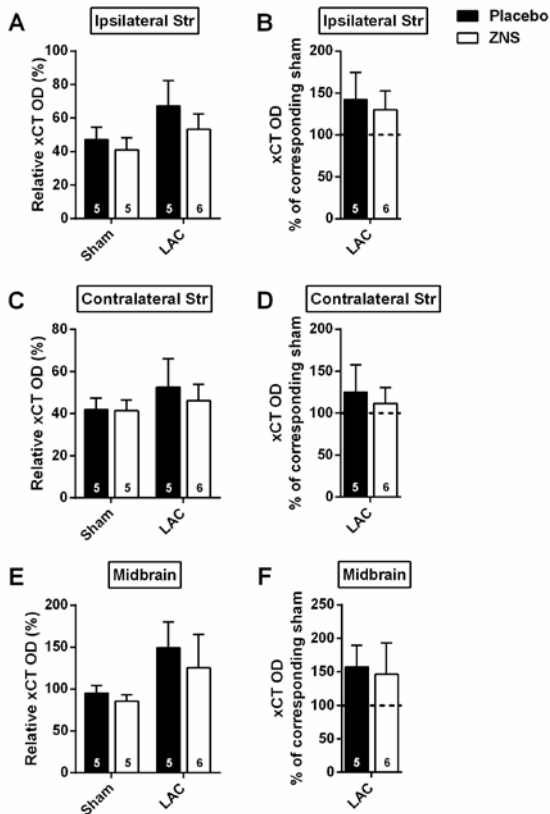 A
Ipsilateral Str
Relative xCT OD (%)
100
80
60
40
20
0
5
5
5
6
Sham
LAC
B
Ipsilateral Str
xCT OD
% of corresponding sham
200
150
100
50
0
5
6
LAC
Placebo
ZNS
C
Contralateral Str
Relative xCT OD (%)
80
60
40
20
0
5
5
5
6
Sham
LAC
D
Contralateral Str
xCT OD
% of corresponding sham
200
150
100
50
0
5
6
LAC
E
Midbrain
Relative xCT OD (%)
200
150
100
50
0
5
5
5
6
Sham
LAC
F
Midbrain
xCT OD
% of corresponding sham
250
200
150
100
50
0
5
6
LAC